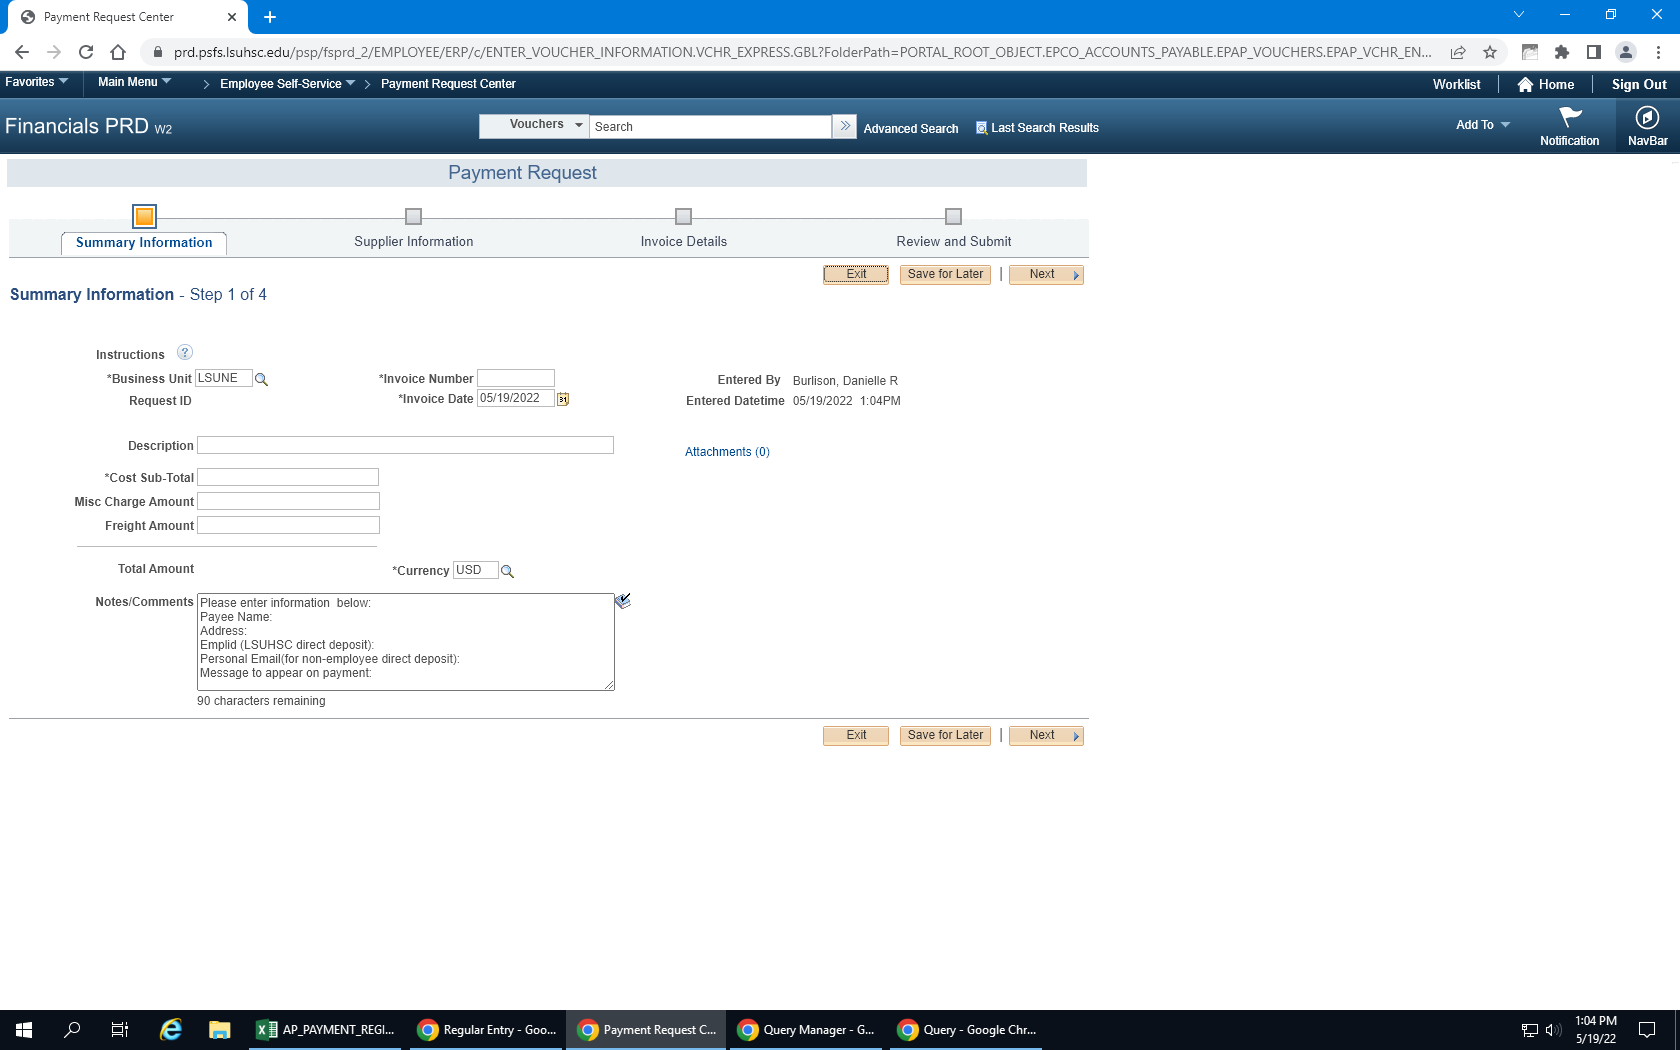 Payment Request Center
prd.psfs.lsuhsc.edu/psp/fsprd_2/EMPLOYEE/ERP/c/ENTER_VOUCHER_INFORMATION.VCHR_EXPRESS.GBL?FolderPath=PORTAL_ROOT_OBJECT.EPCO_ACCOUNTS_PAYABLE.EPAP_VOUCHERS.EPAP_VCHR_EN...
Favorites Main Menu > Employee Self-Service > Payment Request Center Worklist Home Sign Out
Financials PRD W2 Vouchers Search >> Advanced Search Last Search Results Add To Notification NavBar
Payment Request
Summary Information Supplier Information Invoice Details Review and Submit
Exit Save for Later | Next
Summary Information - Step 1 of 4
Instructions ?
*Business Unit LSUNE *Invoice Number Entered By Burlison, Danielle R
Request ID *Invoice Date 05/19/2022 31 Entered Datetime 05/19/2022 1:04PM
Description Attachments (0)
*Cost Sub-Total
Misc Charge Amount
Freight Amount
Total Amount *Currency USD
Notes/Comments Please enter information below:
Payee Name:
Address:
Emplid (LSUHSC direct deposit):
Personal Email(for non-employee direct deposit):
Message to appear on payment:
90 characters remaining
Exit Save for Later | Next
AP_PAYMENT_REGI... Regular Entry - Goo... Payment Request C... Query Manager - G... Query - Google Chr... 1:04 PM
5/19/22